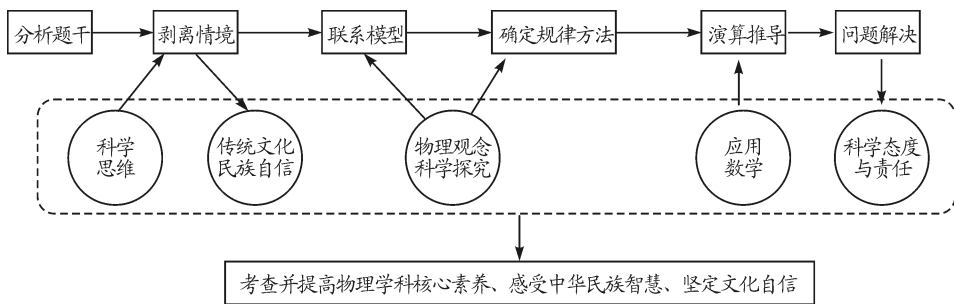 分析题干 剥离情境 联系模型 确定规律方法 演算推导 问题解决
科学
思维
传统文化
民族自信
物理观念
科学探究
应用
数学
科学态度
与责任
考查并提高物理学科核心素养、感受中华民族智慧、坚定文化自信